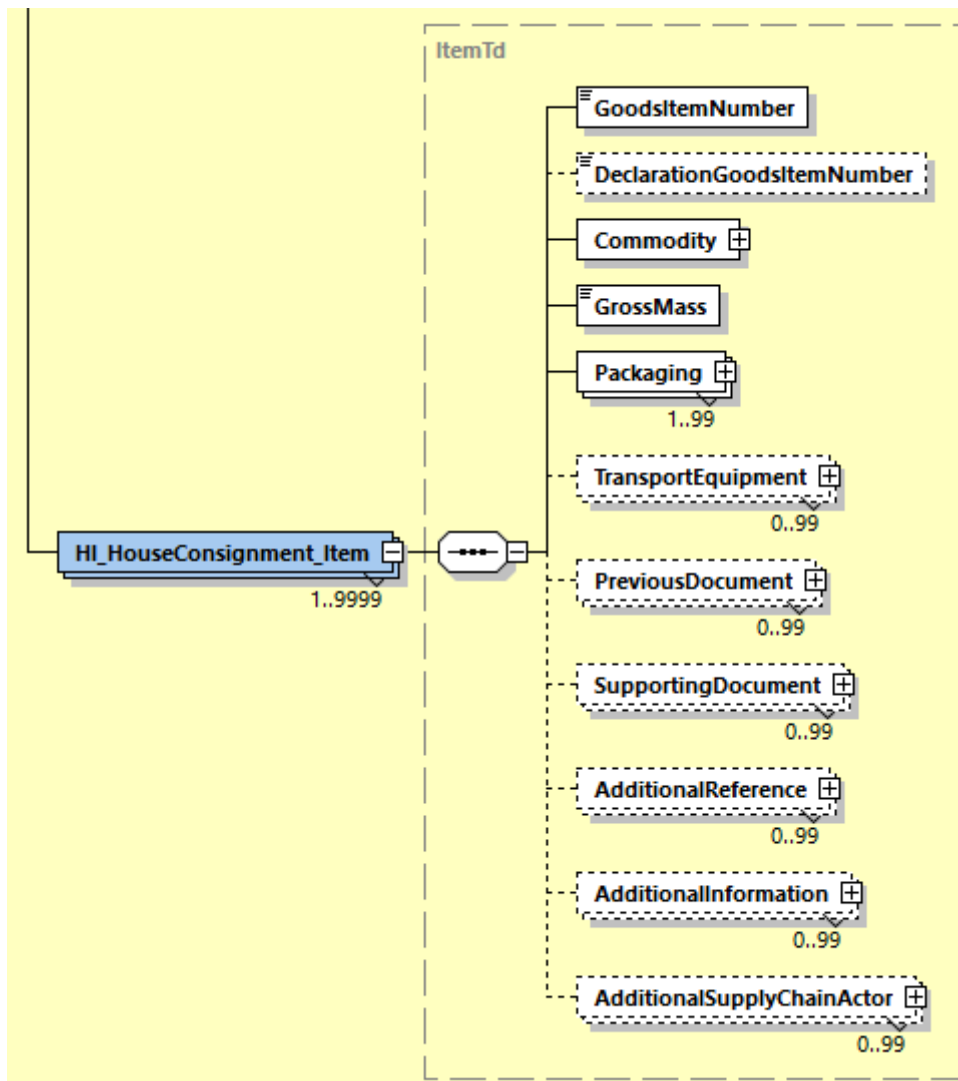 ItemTd
GoodsItemNumber
DeclarationGoodsItemNumber
Commodity
GrossMass
Packaging
1..99
TransportEquipment
0..99
HI_HouseConsignment_Item
1..9999
PreviousDocument
0..99
SupportingDocument
0..99
AdditionalReference
0..99
AdditionalInformation
0..99
AdditionalSupplyChainActor
0..99